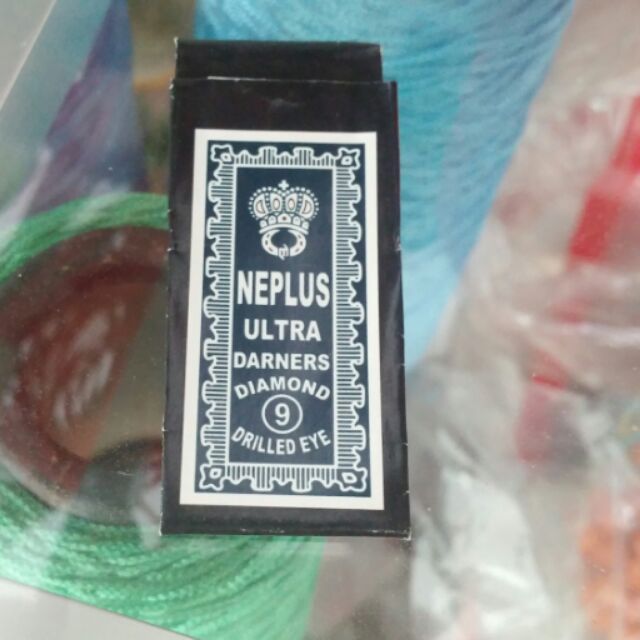 NEPLUS
ULTRA
DARNERS
DIAMOND
9
DRILLED EYE